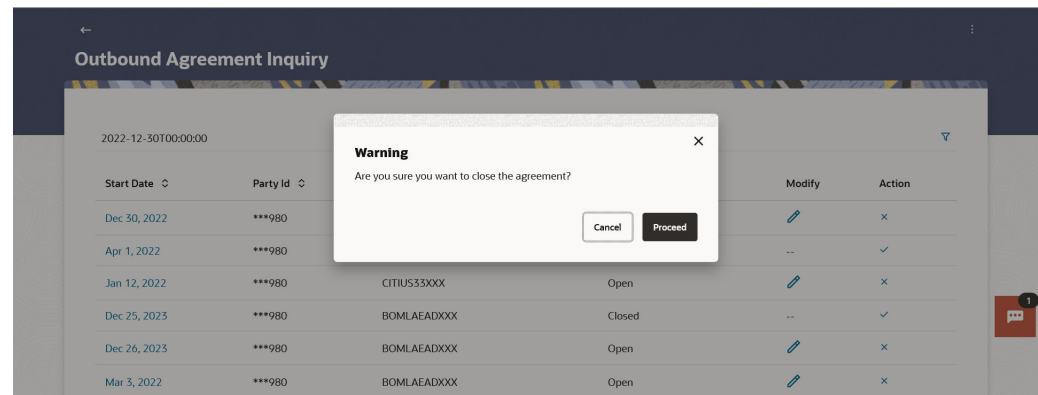 Outbound Agreement Inquiry
2022-12-30T00:00:00
Warning
Are you sure you want to close the agreement?
Cancel Proceed
Start Date Party Id Modify Action
Dec 30, 2022 ***980
Apr 1, 2022 ***980 --
Jan 12, 2022 ***980 CITIUS33XXX Open
Dec 25, 2023 ***980 BOMLAEADXXX Closed --
1
Dec 26, 2023 ***980 BOMLAEADXXX Open
Mar 3, 2022 ***980 BOMLAEADXXX Open